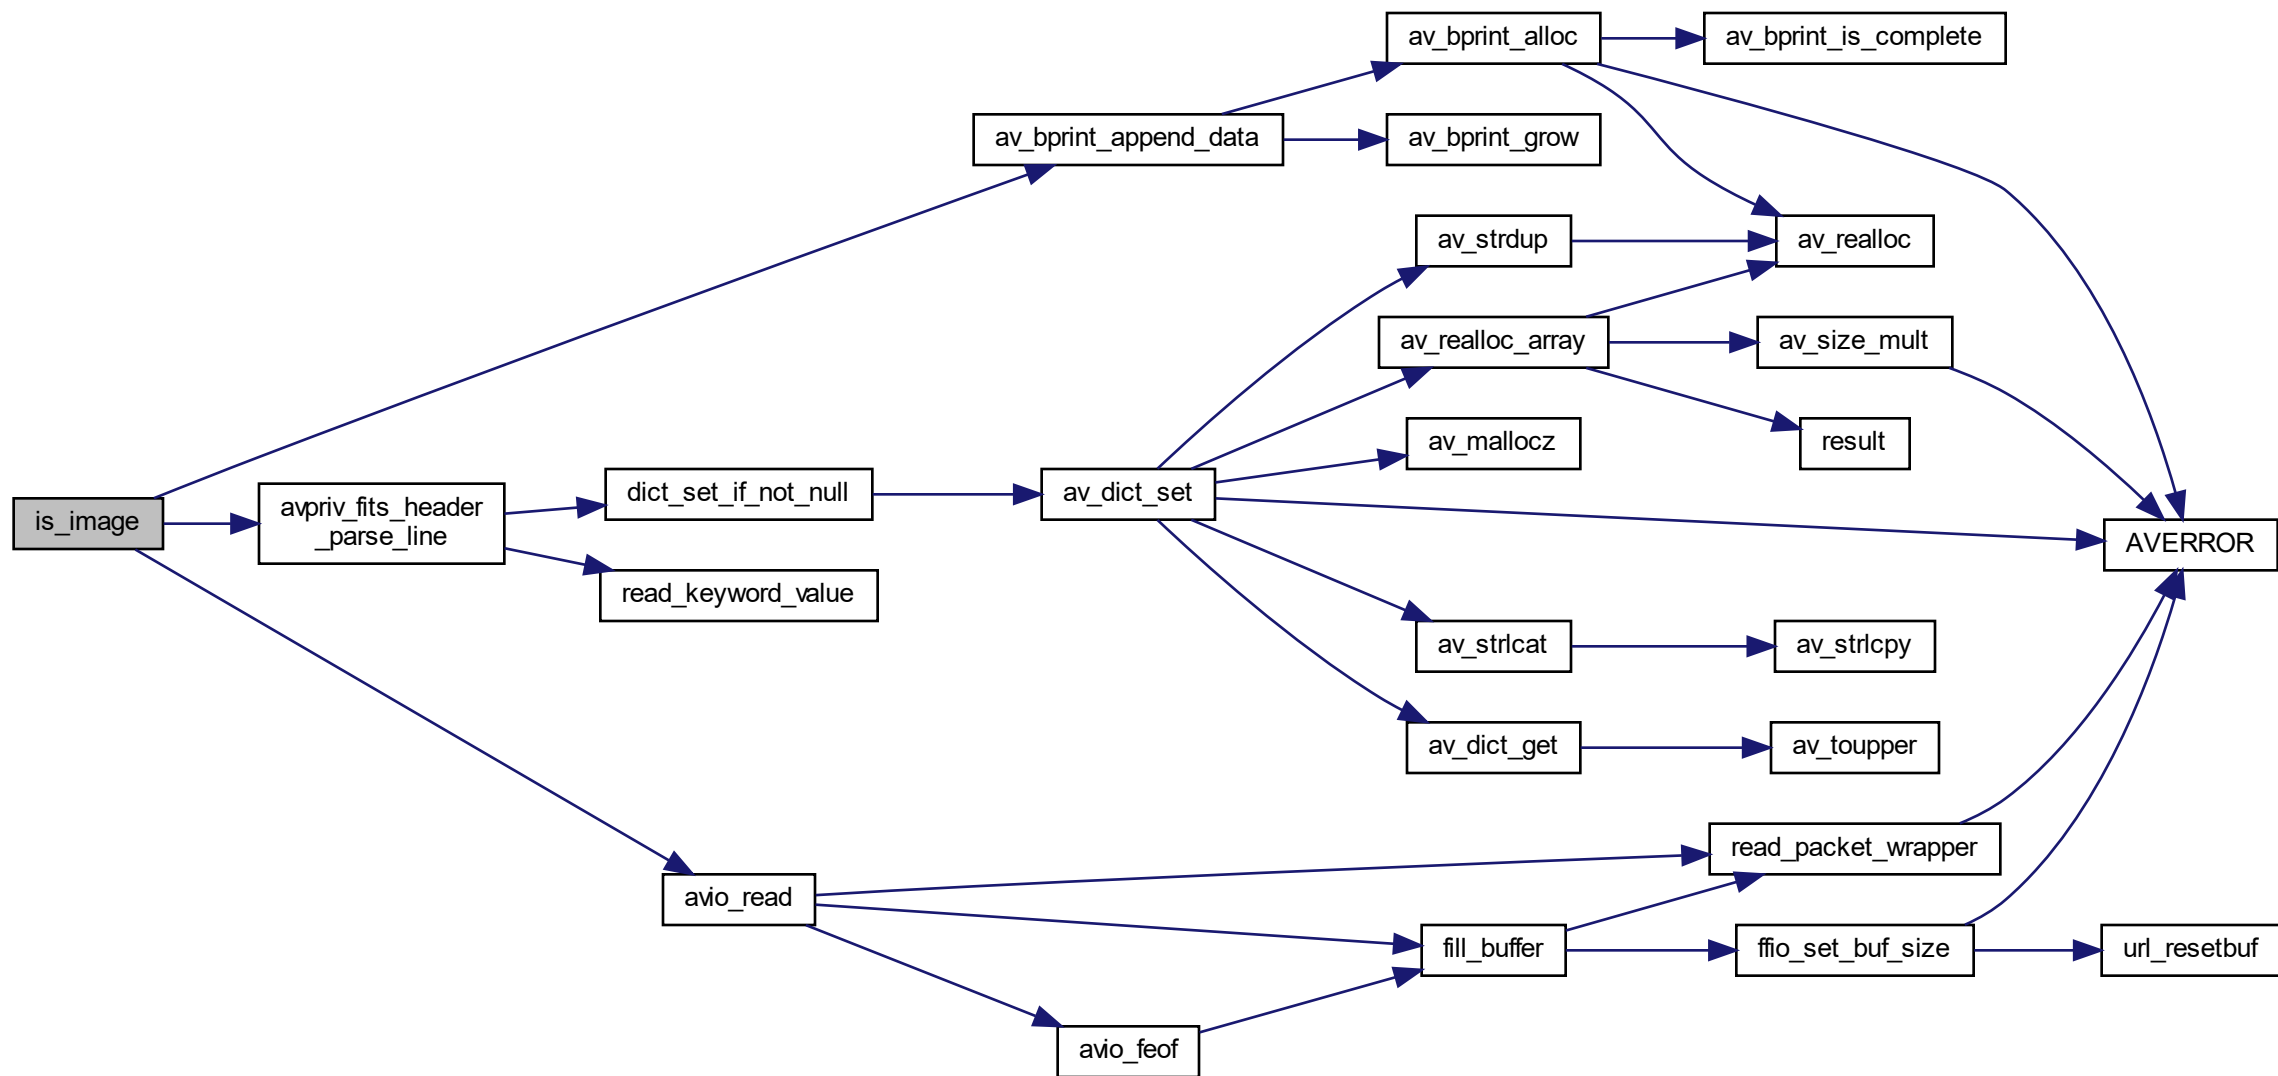 av_bprint_alloc
av_bprint_is_complete
av_bprint_append_data
av_bprint_grow
av_strdup
av_realloc
av_realloc_array
av_size_mult
av_mallocz
result
is_image
avpriv_fits_header
_parse_line
dict_set_if_not_null
av_dict_set
AVERROR
read_keyword_value
av_strlcat
av_strlcpy
av_dict_get
av_toupper
read_packet_wrapper
avio_read
fill_buffer
ffio_set_buf_size
url_resetbuf
avio_feof